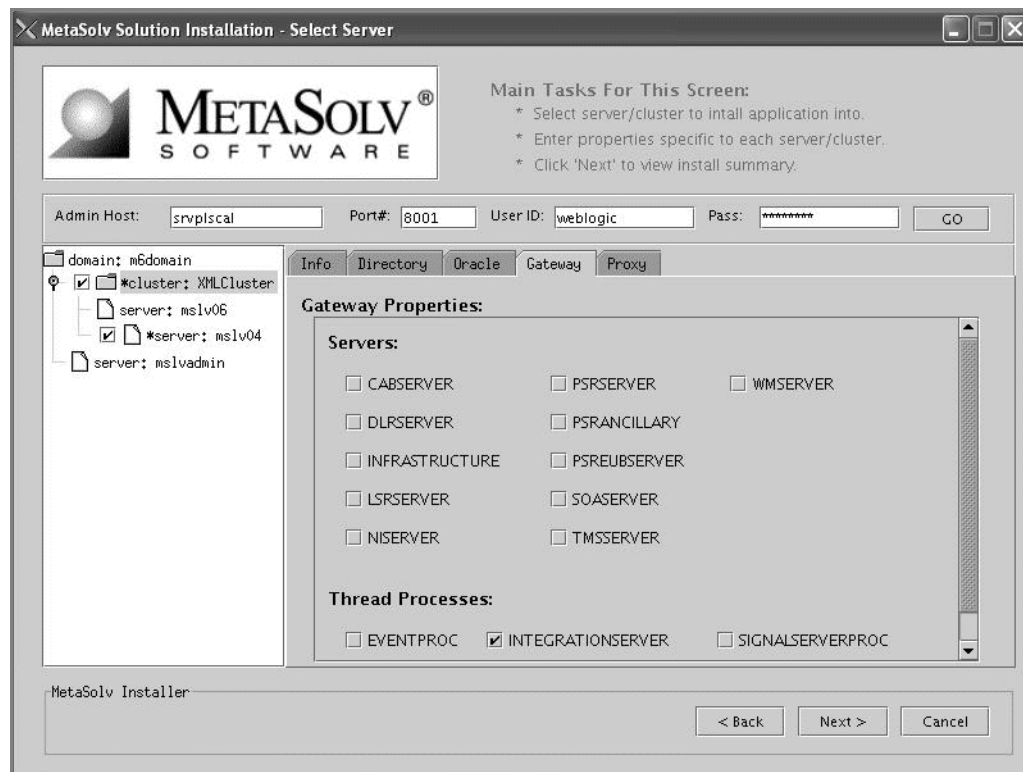 MetaSolv Solution Installation - Select Server
METASOLV®
SOFTWARE
Main Tasks For This Screen:
* Select server/cluster to intall application into.
* Enter properties specific to each server/cluster.
* Click 'Next' to view install summary.
Admin Host: srvplscal Port#: 8001 User ID: weblogic Pass: ******** GO
domain: m6domain
*cluster: XMLCluster
server: mslv06
*server: mslv04
server: mslvadmin
Info Directory Oracle Gateway Proxy
Gateway Properties:
Servers:
CABSERVER PSRSERVER WMSERVER
DLRSERVER PSRANCILLARY
INFRASTRUCTURE PSREUBSERVER
LSRSERVER SOASERVER
NISERVER TMSSERVER
Thread Processes:
EVENTPROC INTEGRATIONSERVER SIGNALSERVERPROC
MetaSolv Installer
< Back Next > Cancel